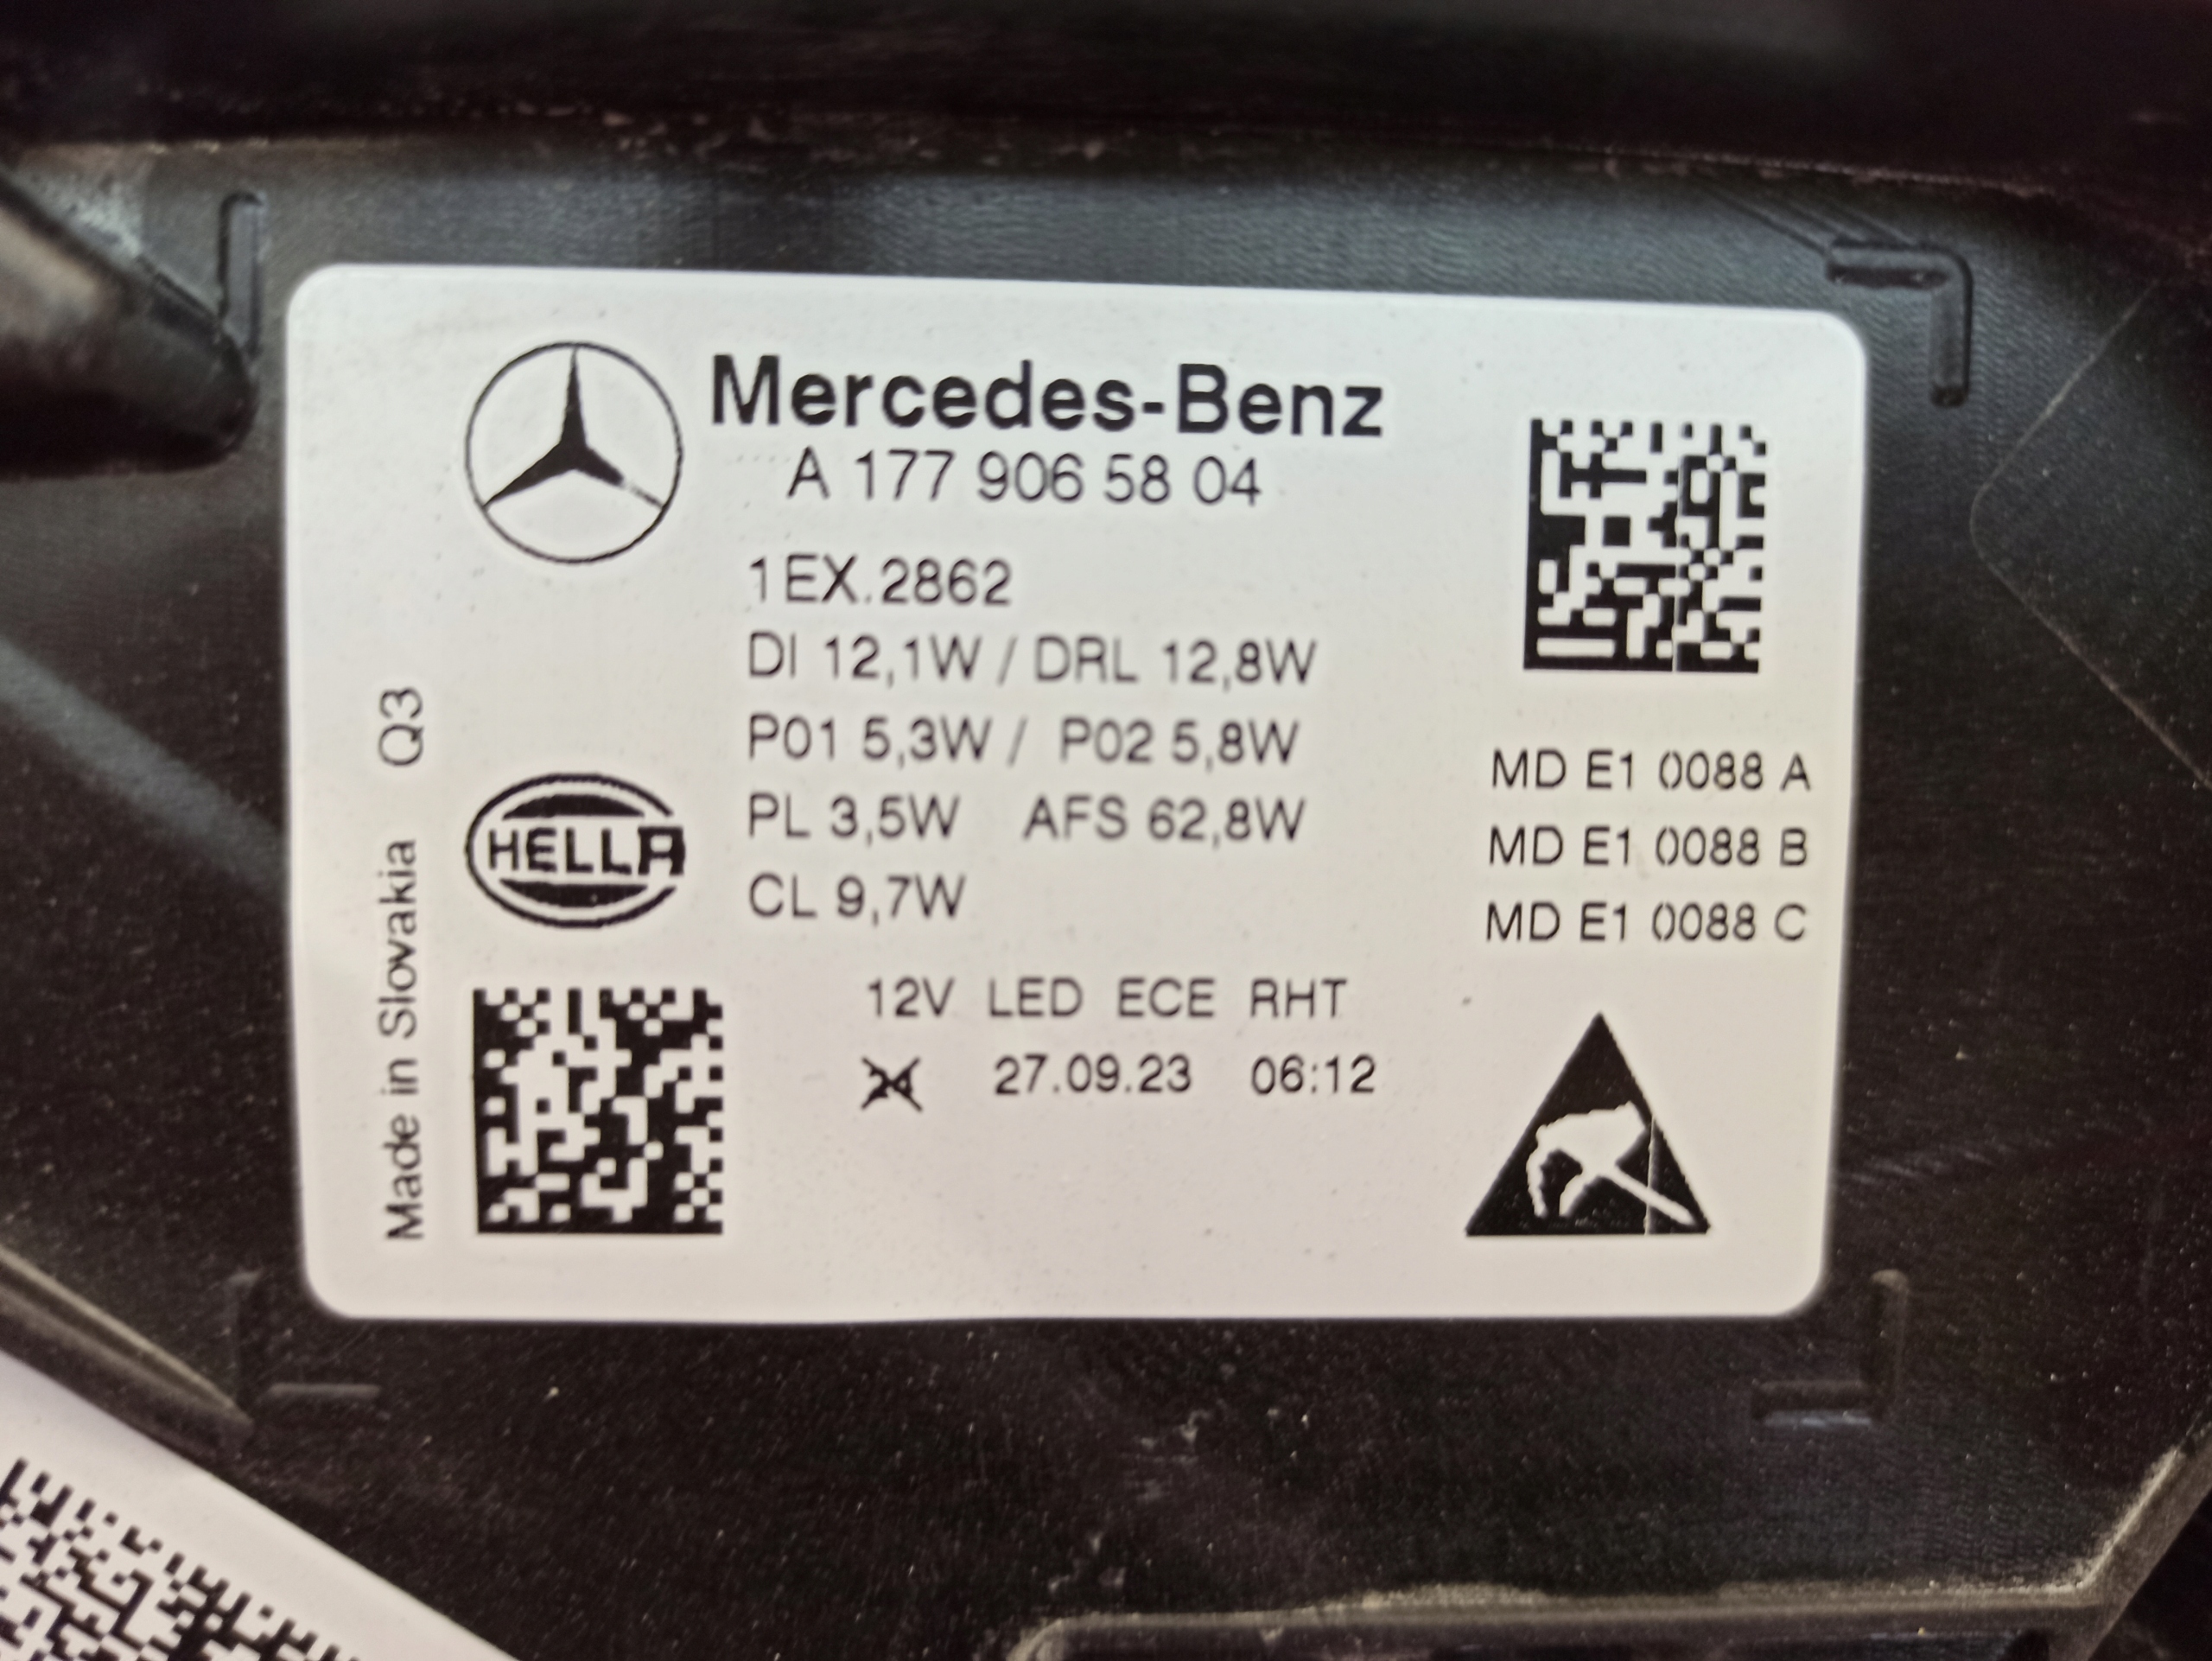 Mercedes-Benz
A 177 906 58 04
1EX.2862
DI 12,1W / DRL 12,8W
P01 5,3W / P02 5,8W
PL 3,5W AFS 62,8W
CL 9,7W
12V LED ECE RHT
24 27.09.23 06:12
HELLA
Made in Slovakia Q3
MD E1 0088 A
MD E1 0088 B
MD E1 0088 C